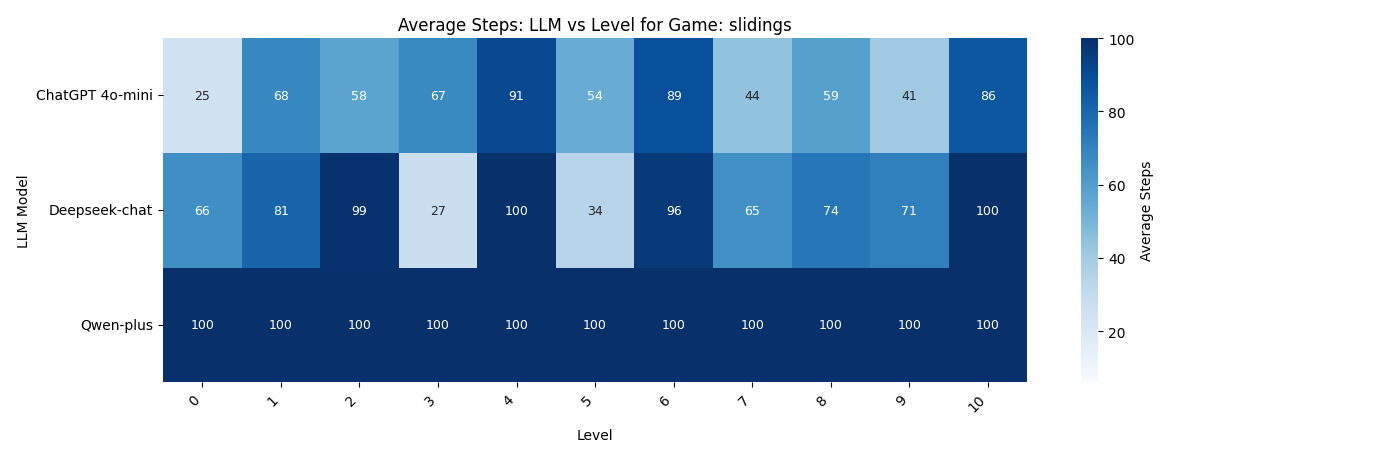 Average Steps: LLM vs Level for Game: slidings
LLM Model
ChatGPT 4o-mini 25 68 58 67 91 54 89 44 59 41 86
Deepseek-chat 66 81 99 27 100 34 96 65 74 71 100
Qwen-plus 100 100 100 100 100 100 100 100 100 100 100
0 1 2 3 4 5 6 7 8 9 10
Level
100
80
60
40
20
Average Steps